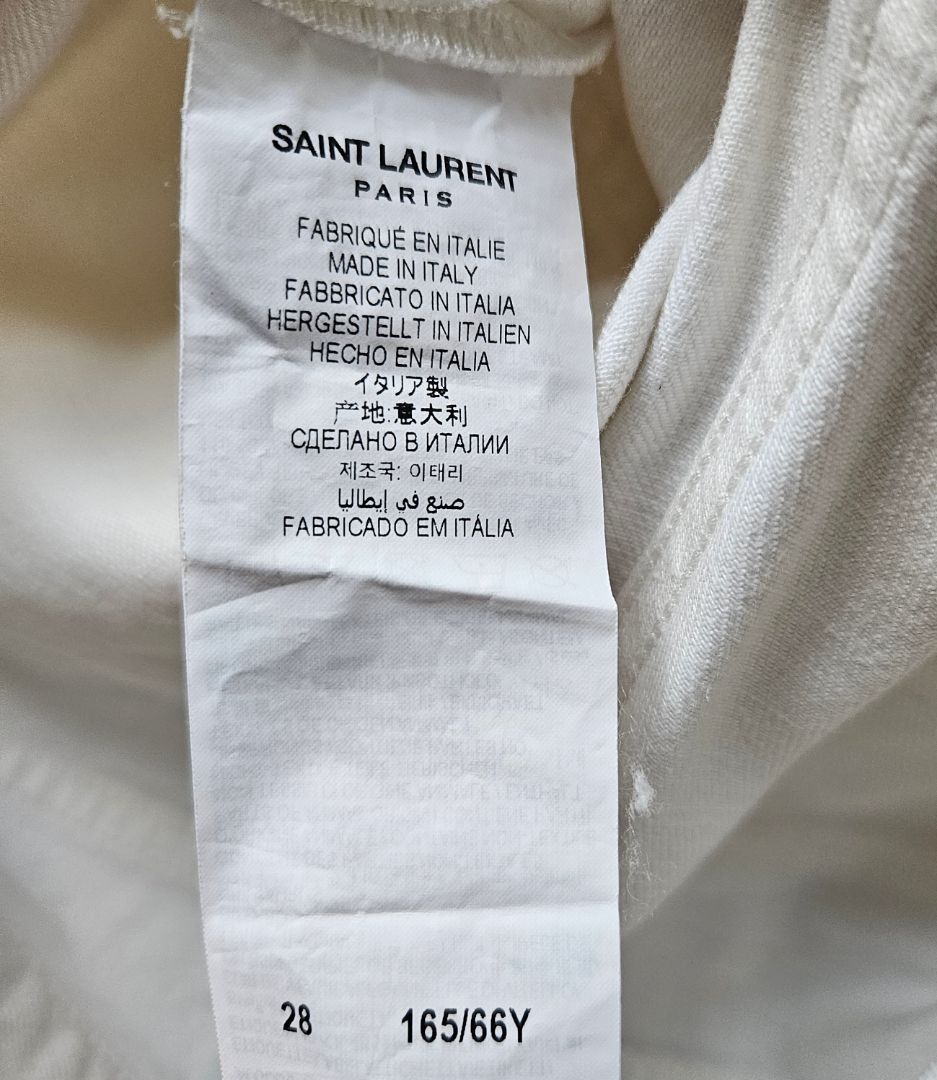 SAINT LAURENT
PARIS
FABRIQUÉ EN ITALIE
MADE IN ITALY
FABBRICATO IN ITALIA
HERGESTELLT IN ITALIEN
HECHO EN ITALIA
イタリア製
产地:意大利
СДЕЛАНО В ИТАЛИИ
제조국: 이태리
صنع في إيطاليا
FABRICADO EM ITÁLIA
28 165/66Y